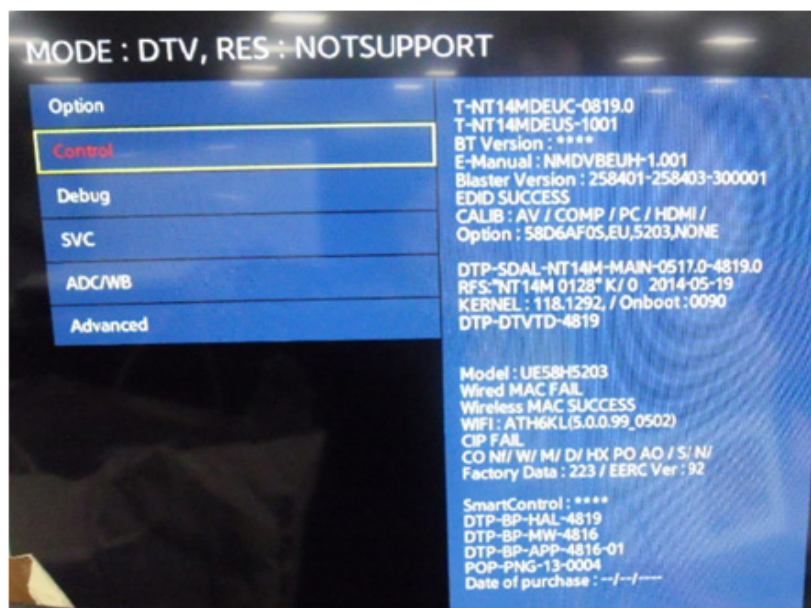 MODE : DTV, RES : NOTSUPPORT
Option
Control
Debug
SVC
ADC/WB
Advanced
T-NT14MDEUC-0819.0
T-NT14MDEUS-1001
BT Version : ****
E-Manual : NMDVBEUH-1.001
Blaster Version : 258401-258403-300001
EDID SUCCESS
CALIB : AV / COMP / PC / HDMI /
Option : 58D6AF0S,EU,5203,NONE
DTP-SDAL-NT14M-MAIN-0517.0-4819.0
RFS:"NT14M 0128" K/ 0 2014-05-19
KERNEL : 118.1292, / Onboot : 0090
DTP-DTVTD-4819
Model : UE58H5203
Wired MAC FAIL
Wireless MAC SUCCESS
WIFI : ATH6KL(5.0.0.99_0502)
CIP FAIL
CO Nf/ W/ M/ D/ HX PO AO / S/ N/
Factory Data : 223 / EERC Ver : 92
SmartControl : ****
DTP-BP-HAL-4819
DTP-BP-MW-4816
DTP-BP-APP-4816-01
POP-PNG-13-0004
Date of purchase : --/--/----